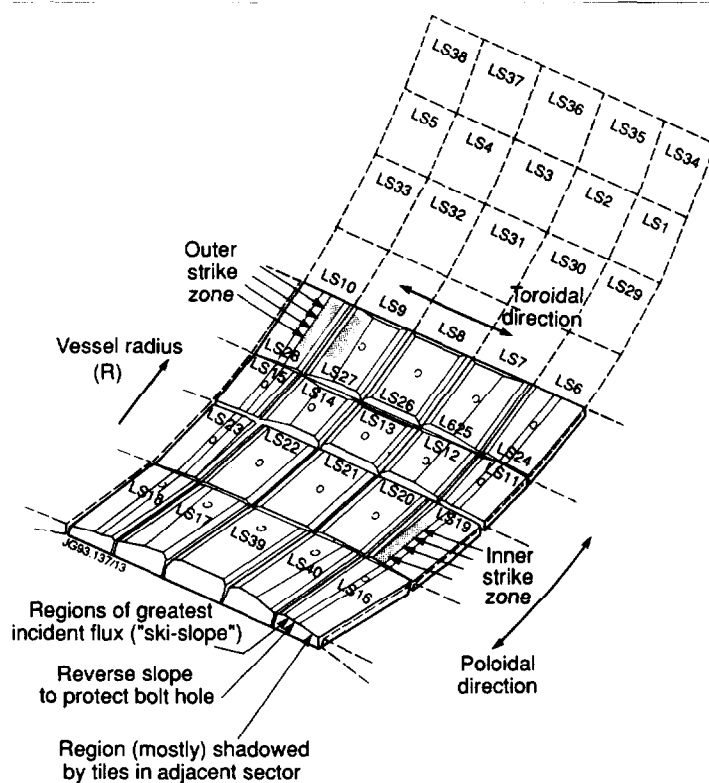 LS38
LS37
LS36
LS35
LS34
LS5
LS4
LS3
LS2
LS1
LS33
LS32
LS31
LS30
LS29
Outer
strike
zone
LS10
LS9
LS8
LS7
LS6
Toroidal
direction
Vessel radius
(R)
LS28
LS27
LS26
L625
LS24
LS15
LS14
LS13
LS12
LS11
LS23
LS22
LS21
LS20
LS19
LS18
LS17
LS39
LS40
LS16
JG93.137/13
Inner
strike
zone
Poloidal
direction
Regions of greatest
incident flux ("ski-slope")
Reverse slope
to protect bolt hole
Region (mostly) shadowed
by tiles in adjacent sector